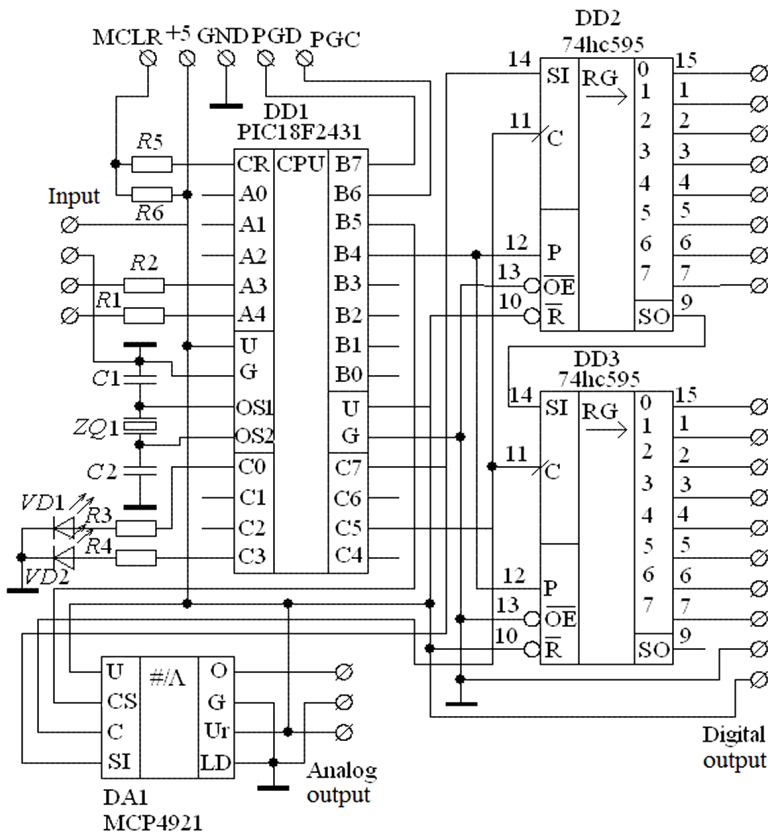 MCLR +5 GND PGD PGC
DD1
PIC18F2431
R5
R6
Input
R2
R1
C1
ZQ1
C2
VD1
R3
R4
VD2
CR CPU B7
A0 B6
A1 B5
A2 B4
A3 B3
A4 B2
U B1
G B0
OS1 U
OS2 G
C0 C7
C1 C6
C2 C5
C3 C4
DD2
74hc595
14 SI RG 0 15
1 1
11 C 2 2
3 3
4 4
5 5
12 P 6 6
13 OE 7 7
10 R SO 9
DD3
74hc595
14 SI RG 0 15
1 1
11 C 2 2
3 3
4 4
5 5
12 P 6 6
13 OE 7 7
10 R SO 9
Digital
output
U #/Λ O
CS G
C Ur
SI LD
DA1
MCP4921
Analog
output